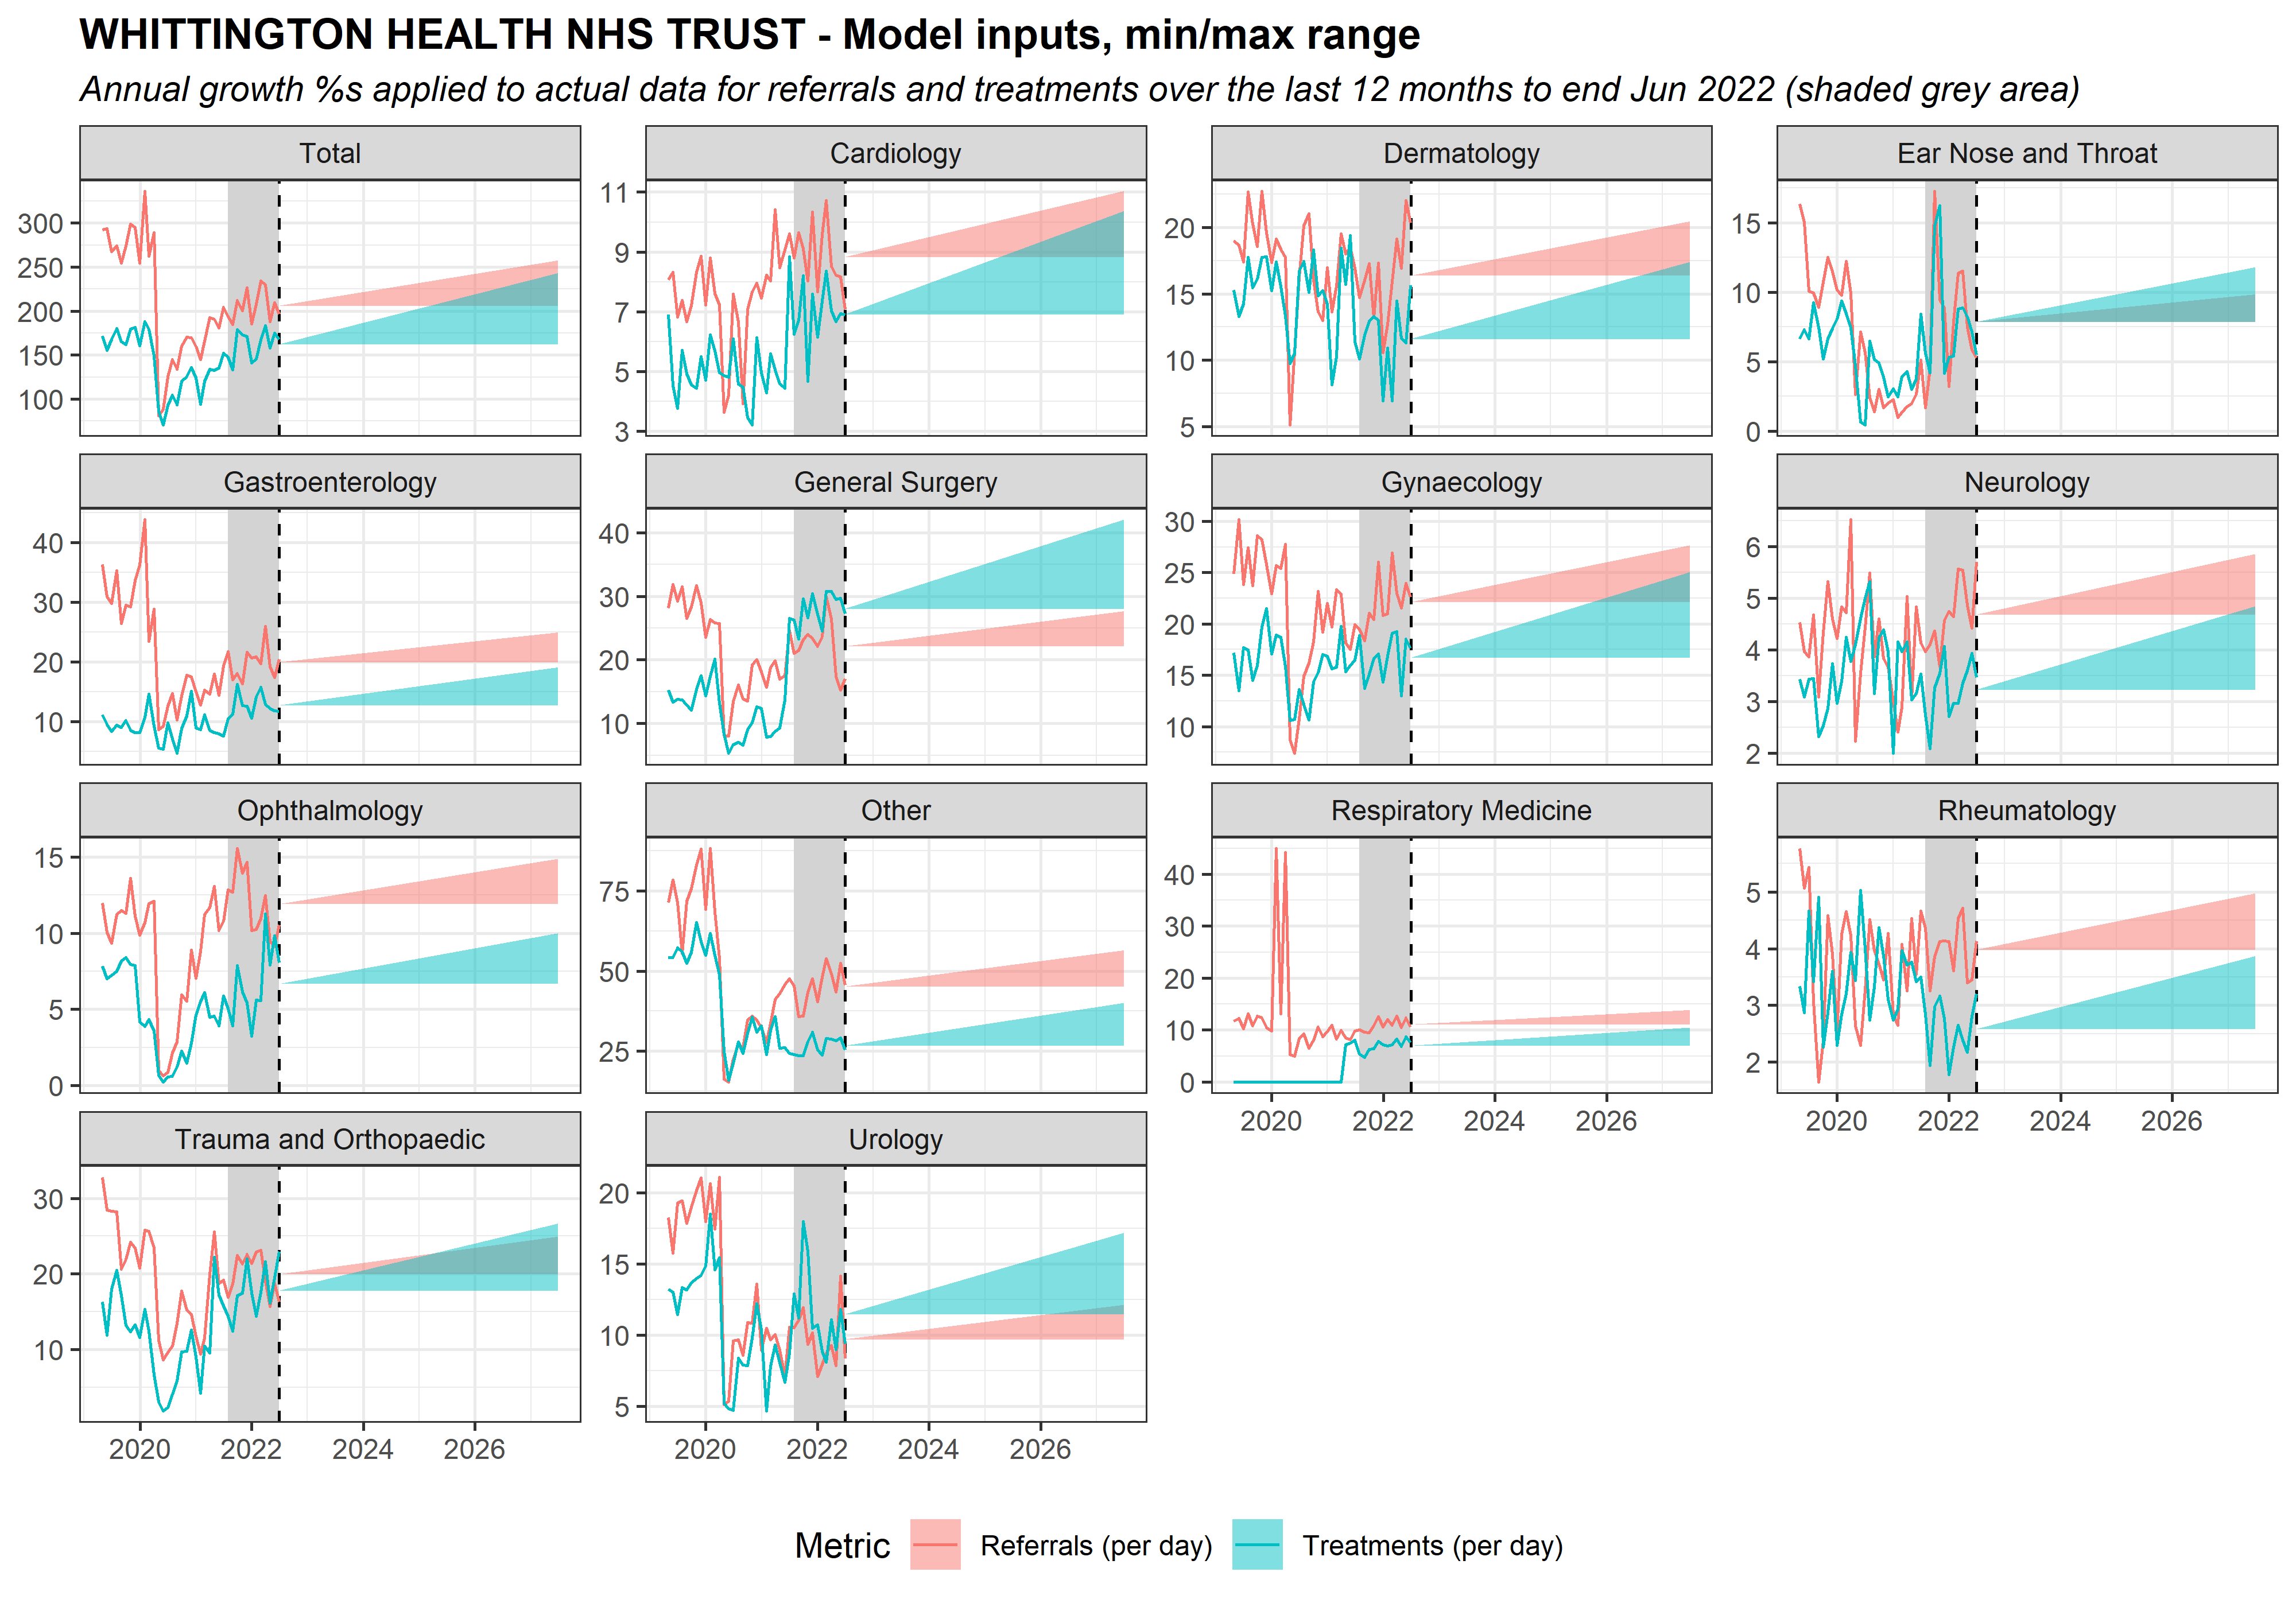 WHITTINGTON HEALTH NHS TRUST - Model inputs, min/max range
Annual growth %s applied to actual data for referrals and treatments over the last 12 months to end Jun 2022 (shaded grey area)
Total
Cardiology
Dermatology
Ear Nose and Throat
300
250
200
150
100
11
9
7
5
3
20
15
10
5
15
10
5
0
Gastroenterology
General Surgery
Gynaecology
Neurology
40
30
20
10
40
30
20
10
30
25
20
15
10
6
5
4
3
2
Ophthalmology
Other
Respiratory Medicine
Rheumatology
15
10
5
0
75
50
25
40
30
20
10
0
5
4
3
2
2020 2022 2024 2026
2020 2022 2024 2026
Trauma and Orthopaedic
Urology
30
20
10
20
15
10
5
2020 2022 2024 2026
2020 2022 2024 2026
Metric Referrals (per day) Treatments (per day)